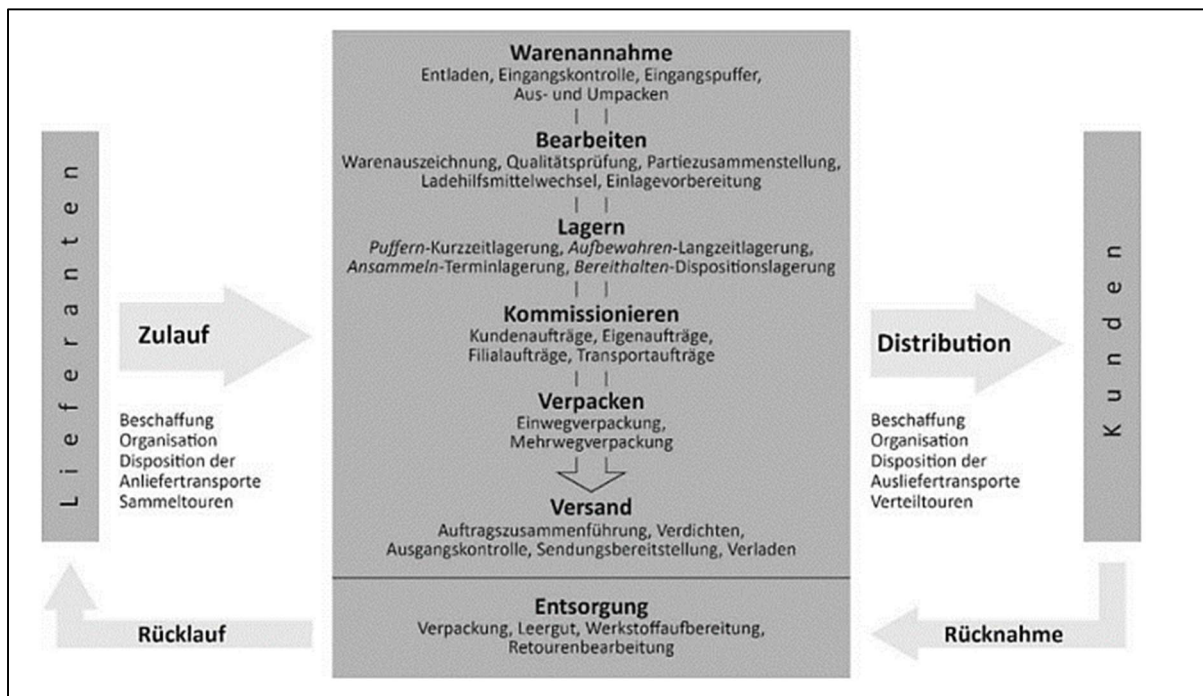 Lieferanten
Zulauf
Beschaffung
Organisation
Disposition der
Anliefertransporte
Sammeltouren
Rücklauf
Warenannahme
Entladen, Eingangskontrolle, Eingangspuffer,
Aus- und Umpacken
Bearbeiten
Warenauszeichnung, Qualitätsprüfung, Partiezusammenstellung,
Ladehilfsmittelwechsel, Einlagevorbereitung
Lagern
Puffern-Kurzzeitlagerung, Aufbewahren-Langzeitlagerung,
Ansammeln-Terminlagerung, Bereithalten-Dispositionslagerung
Kommissionieren
Kundenaufträge, Eigenaufträge,
Filialaufträge, Transportaufträge
Verpacken
Einwegverpackung,
Mehrwegverpackung
Versand
Auftragszusammenführung, Verdichten,
Ausgangskontrolle, Sendungsbereitstellung, Verladen
Entsorgung
Verpackung, Leergut, Werkstoffaufbereitung,
Retourenbearbeitung
Distribution
Beschaffung
Organisation
Disposition der
Ausliefertransporte
Verteiltouren
Rücknahme
Kunden